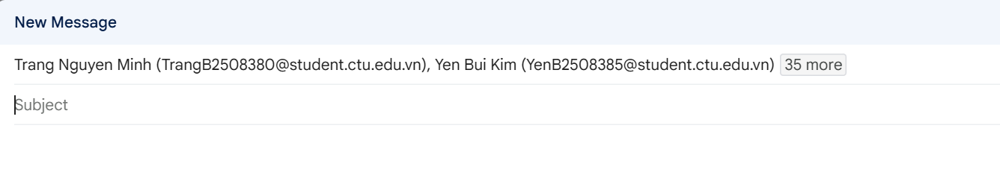 New Message
Trang Nguyen Minh (TrangB2508380@student.ctu.edu.vn), Yen Bui Kim (YenB2508385@student.ctu.edu.vn) 35 more
Subject